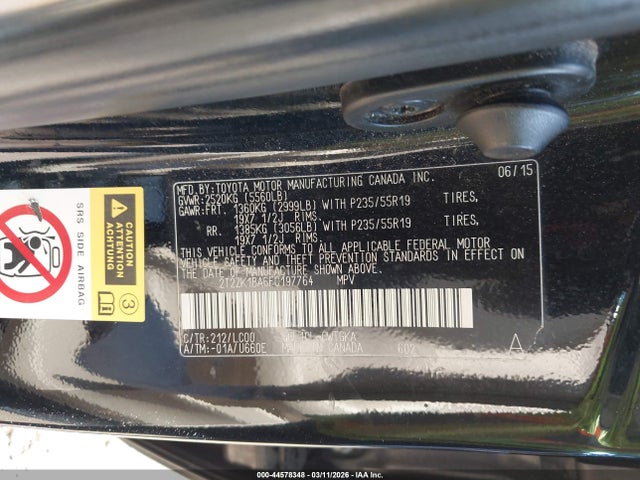 MFD.BY:TOYOTA MOTOR MANUFACTURING CANADA INC. 06/15
GVWR:2520KG (5560LB)
GAWR:FRT. 1360KG (2999LB) WITH P235/55R19 TIRES,
19X7 1/2J RIMS.
RR. 1385KG (3056LB) WITH P235/55R19 TIRES,
19X7 1/2J RIMS.
THIS VEHICLE CONFORMS TO ALL APPLICABLE FEDERAL MOTOR
VEHICLE SAFETY AND THEFT PREVENTION STANDARDS IN EFFECT ON
THE DATE OF MANUFACTURE SHOWN ABOVE.
2T2ZK1BA6FC197764 MPV
C/TR:212/LC00
A/TM:-01A/U660E CANADA A
SRS SIDE AIRBAG
CAUTION
ATTENTION
ACHTUNG
3
000-44578348 | 03/11/2026 - IAA Inc.